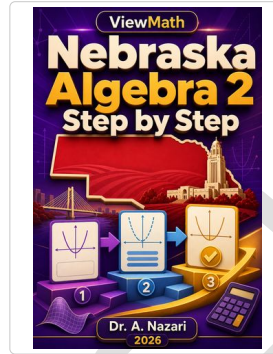 ViewMath
Nebraska
Algebra 2
Step by Step
1
2
3
Dr. A. Nazari
2026